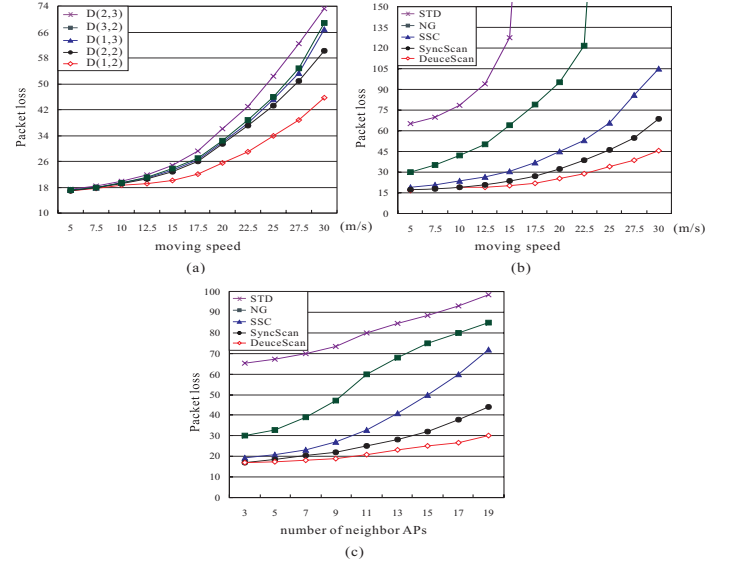 74
66
58
50
42
34
26
18
10
Packet loss
D(2,3)
D(3,2)
D(1,3)
D(2,2)
D(1,2)
5 7.5 10 12.5 15 17.5 20 22.5 25 27.5 30 (m/s)
moving speed
(a)
150
135
120
105
90
75
60
45
30
15
0
Packet loss
STD
NG
SSC
SyncScan
DeuceScan
5 7.5 10 12.5 15 17.5 20 22.5 25 27.5 30 (m/s)
moving speed
(b)
100
90
80
70
60
50
40
30
20
10
0
Packet loss
STD
NG
SSC
SyncScan
DeuceScan
3 5 7 9 11 13 15 17 19
number of neighbor APs
(c)